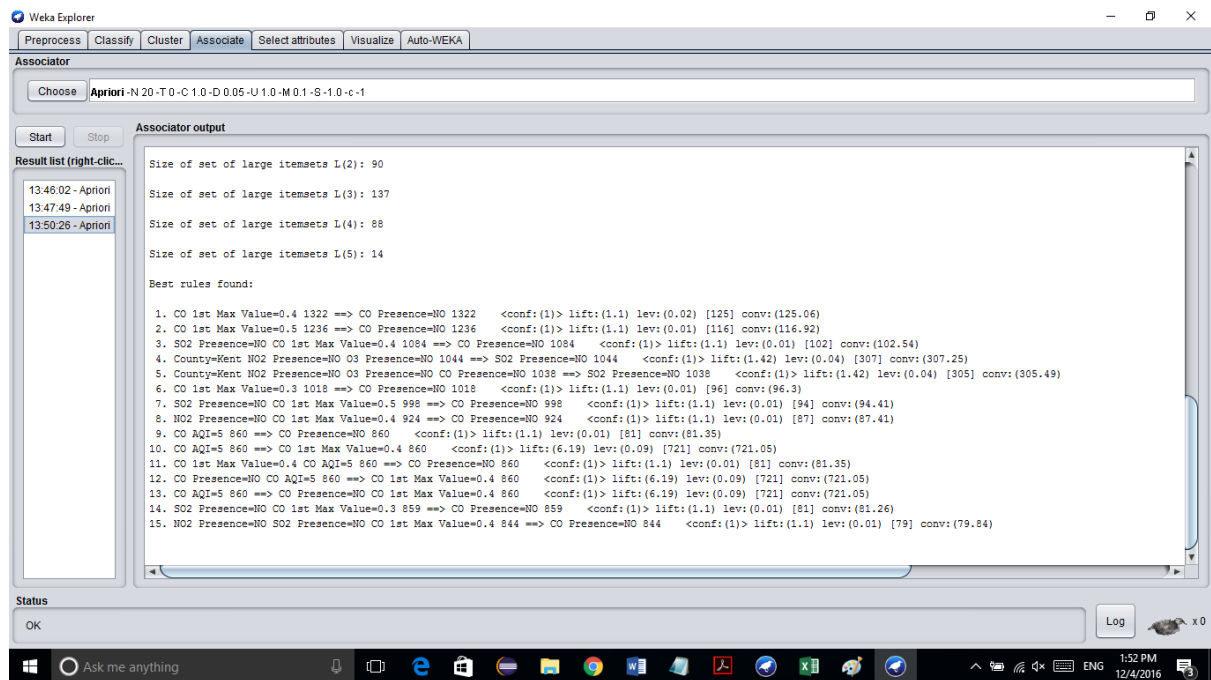 Weka Explorer
Preprocess Classify Cluster Associate Select attributes Visualize Auto-WEKA
Associator
Choose Apriori -N 20 -T 0 -C 1.0 -D 0.05 -U 1.0 -M 0.1 -S -1.0 -c -1
Start Stop
Associator output
Result list (right-clic...
13:46:02 - Apriori
13:47:49 - Apriori
13:50:26 - Apriori
Size of set of large itemsets L(2): 90
Size of set of large itemsets L(3): 137
Size of set of large itemsets L(4): 88
Size of set of large itemsets L(5): 14
Best rules found:
1. CO 1st Max Value=0.4 1322 ==> CO Presence=NO 1322 <conf:(1)> lift:(1.1) lev:(0.02) [125] conv:(125.06)
2. CO 1st Max Value=0.5 1236 ==> CO Presence=NO 1236 <conf:(1)> lift:(1.1) lev:(0.01) [116] conv:(116.92)
3. SO2 Presence=NO CO 1st Max Value=0.4 1084 ==> CO Presence=NO 1084 <conf:(1)> lift:(1.1) lev:(0.01) [102] conv:(102.54)
4. County=Kent NO2 Presence=NO O3 Presence=NO 1044 ==> SO2 Presence=NO 1044 <conf:(1)> lift:(1.42) lev:(0.04) [307] conv:(307.25)
5. County=Kent NO2 Presence=NO O3 Presence=NO CO Presence=NO 1038 ==> SO2 Presence=NO 1038 <conf:(1)> lift:(1.42) lev:(0.04) [305] conv:(305.49)
6. CO 1st Max Value=0.3 1018 ==> CO Presence=NO 1018 <conf:(1)> lift:(1.1) lev:(0.01) [96] conv:(96.3)
7. SO2 Presence=NO CO 1st Max Value=0.5 998 ==> CO Presence=NO 998 <conf:(1)> lift:(1.1) lev:(0.01) [94] conv:(94.41)
8. NO2 Presence=NO CO 1st Max Value=0.4 924 ==> CO Presence=NO 924 <conf:(1)> lift:(1.1) lev:(0.01) [87] conv:(87.41)
9. CO AQI=5 860 ==> CO Presence=NO 860 <conf:(1)> lift:(1.1) lev:(0.01) [81] conv:(81.35)
10. CO AQI=5 860 ==> CO 1st Max Value=0.4 860 <conf:(1)> lift:(6.19) lev:(0.09) [721] conv:(721.05)
11. CO 1st Max Value=0.4 CO AQI=5 860 ==> CO Presence=NO 860 <conf:(1)> lift:(1.1) lev:(0.01) [81] conv:(81.35)
12. CO Presence=NO CO AQI=5 860 ==> CO 1st Max Value=0.4 860 <conf:(1)> lift:(6.19) lev:(0.09) [721] conv:(721.05)
13. CO AQI=5 860 ==> CO Presence=NO CO 1st Max Value=0.4 860 <conf:(1)> lift:(6.19) lev:(0.09) [721] conv:(721.05)
14. SO2 Presence=NO CO 1st Max Value=0.3 859 ==> CO Presence=NO 859 <conf:(1)> lift:(1.1) lev:(0.01) [81] conv:(81.26)
15. NO2 Presence=NO SO2 Presence=NO CO 1st Max Value=0.4 844 ==> CO Presence=NO 844 <conf:(1)> lift:(1.1) lev:(0.01) [79] conv:(79.84)
Status
OK
Log x 0
Ask me anything
ENG
1:52 PM
12/4/2016
3